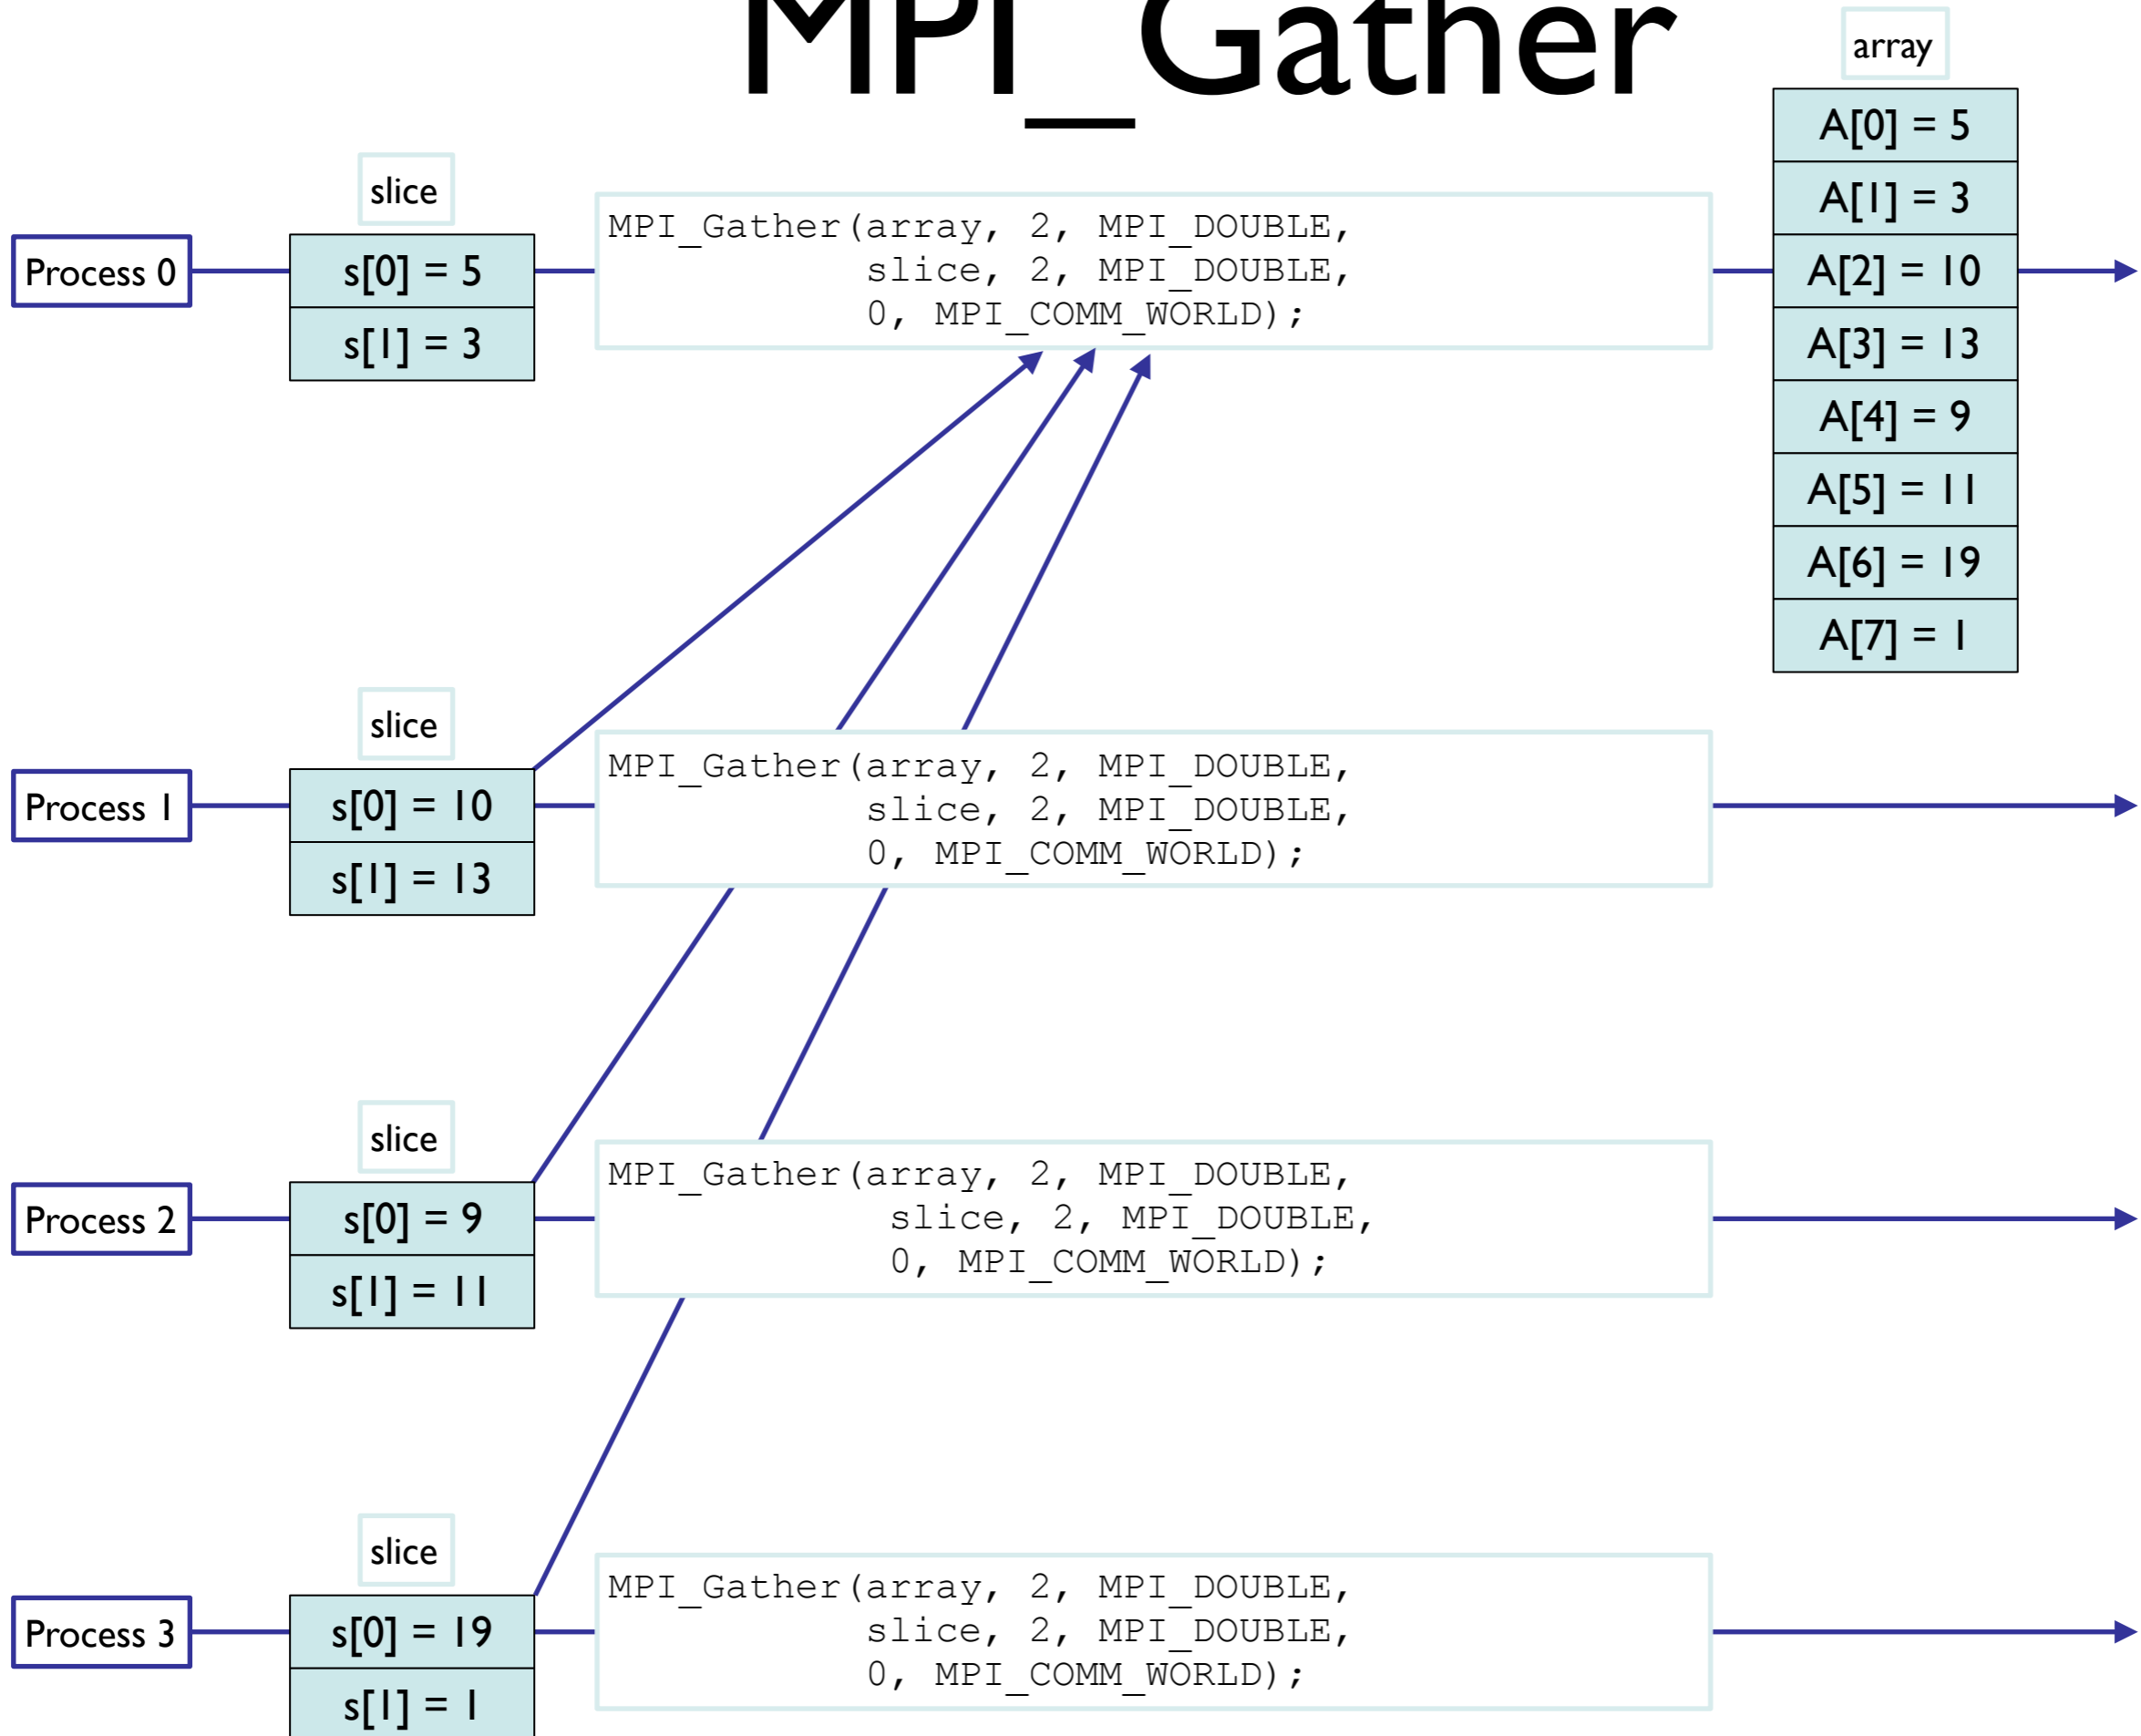 MPI_Gather
array
A[0] = 5
A[1] = 3
A[2] = 10
A[3] = 13
A[4] = 9
A[5] = 11
A[6] = 19
A[7] = 1
slice
Process 0
s[0] = 5
s[1] = 3
MPI_Gather(array, 2, MPI_DOUBLE,
slice, 2, MPI_DOUBLE,
0, MPI_COMM_WORLD);
slice
Process 1
s[0] = 10
s[1] = 13
MPI_Gather(array, 2, MPI_DOUBLE,
slice, 2, MPI_DOUBLE,
0, MPI_COMM_WORLD);
slice
Process 2
s[0] = 9
s[1] = 11
MPI_Gather(array, 2, MPI_DOUBLE,
slice, 2, MPI_DOUBLE,
0, MPI_COMM_WORLD);
slice
Process 3
s[0] = 19
s[1] = 1
MPI_Gather(array, 2, MPI_DOUBLE,
slice, 2, MPI_DOUBLE,
0, MPI_COMM_WORLD);